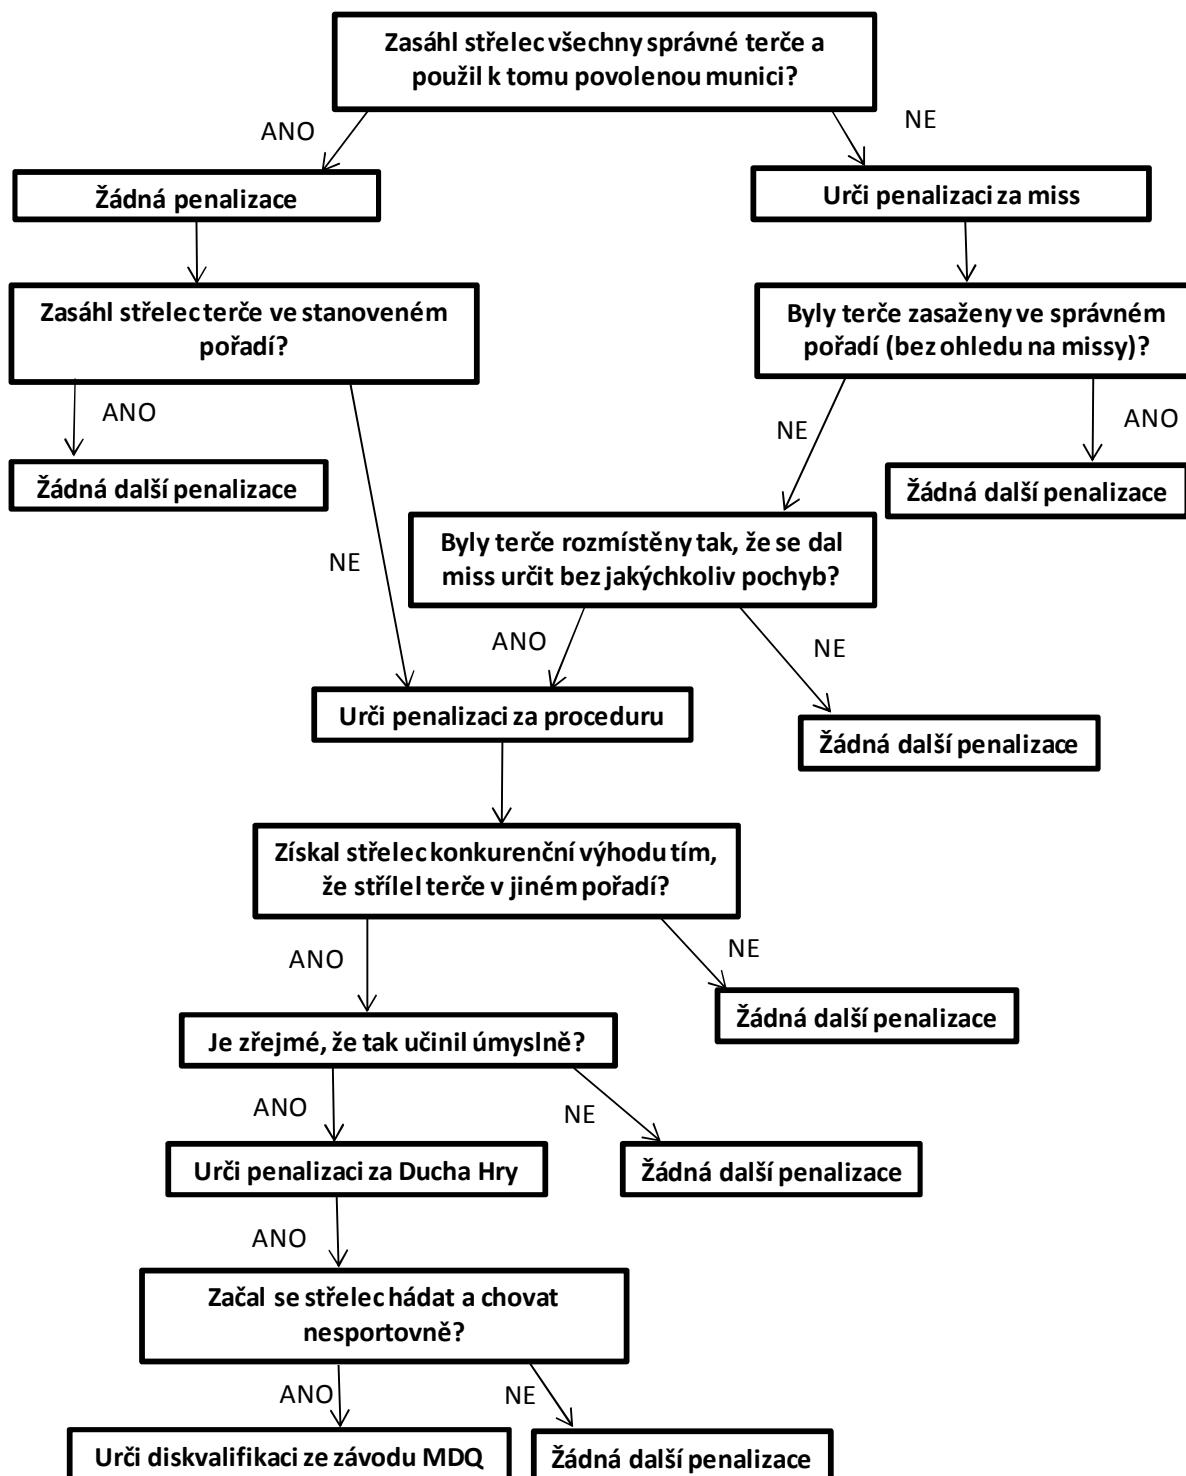 Zasáhl střelec všechny správné terče a
použil k tomu povolenou munici?
ANO
NE
Žádná penalizace
Urči penalizaci za miss
Zasáhl střelec terče ve stanoveném
pořadí?
Byly terče zasaženy ve správném
pořadí (bez ohledu na missy)?
ANO
NE
ANO
Žádná další penalizace
Žádná další penalizace
Byly terče rozmístěny tak, že se dal
miss určit bez jakýchkoliv pochyb?
NE
ANO
NE
Urči penalizaci za proceduru
Žádná další penalizace
Získal střelec konkurenční výhodu tím,
že střílel terče v jiném pořadí?
ANO
NE
Žádná další penalizace
Je zřejmé, že tak učinil úmyslně?
ANO
NE
Urči penalizaci za Ducha Hry
Žádná další penalizace
ANO
Začal se střelec hádat a chovat
nesportovně?
ANO
NE
Urči diskvalifikaci ze závodu MDQ
Žádná další penalizace